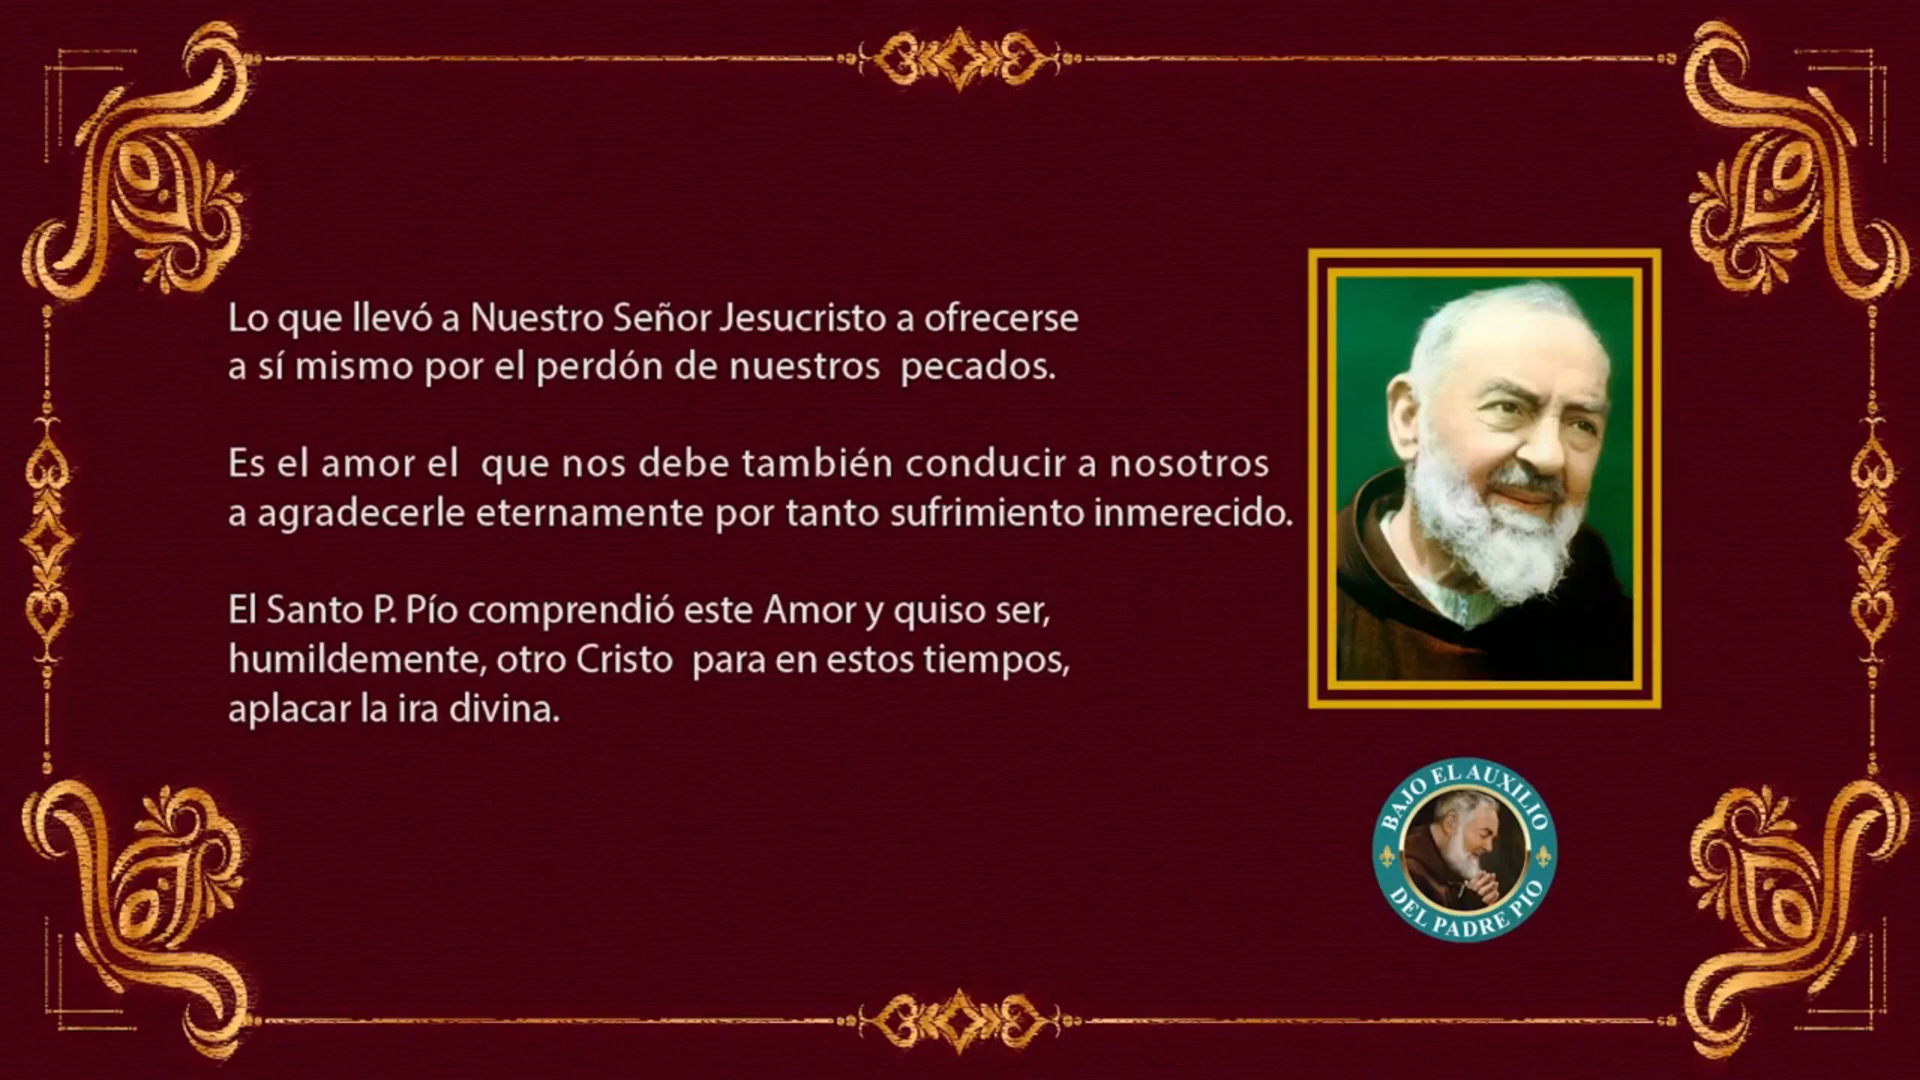 Lo que llevó a Nuestro Señor Jesucristo a ofrecerse
a sí mismo por el perdón de nuestros pecados.
Es el amor el que nos debe también conducir a nosotros
a agradecerle eternamente por tanto sufrimiento inmerecido.
El Santo P. Pío comprendió este Amor y quiso ser,
humildemente, otro Cristo para en estos tiempos,
aplacar la ira divina.
BAJO EL AUXILIO
DEL PADRE PIO